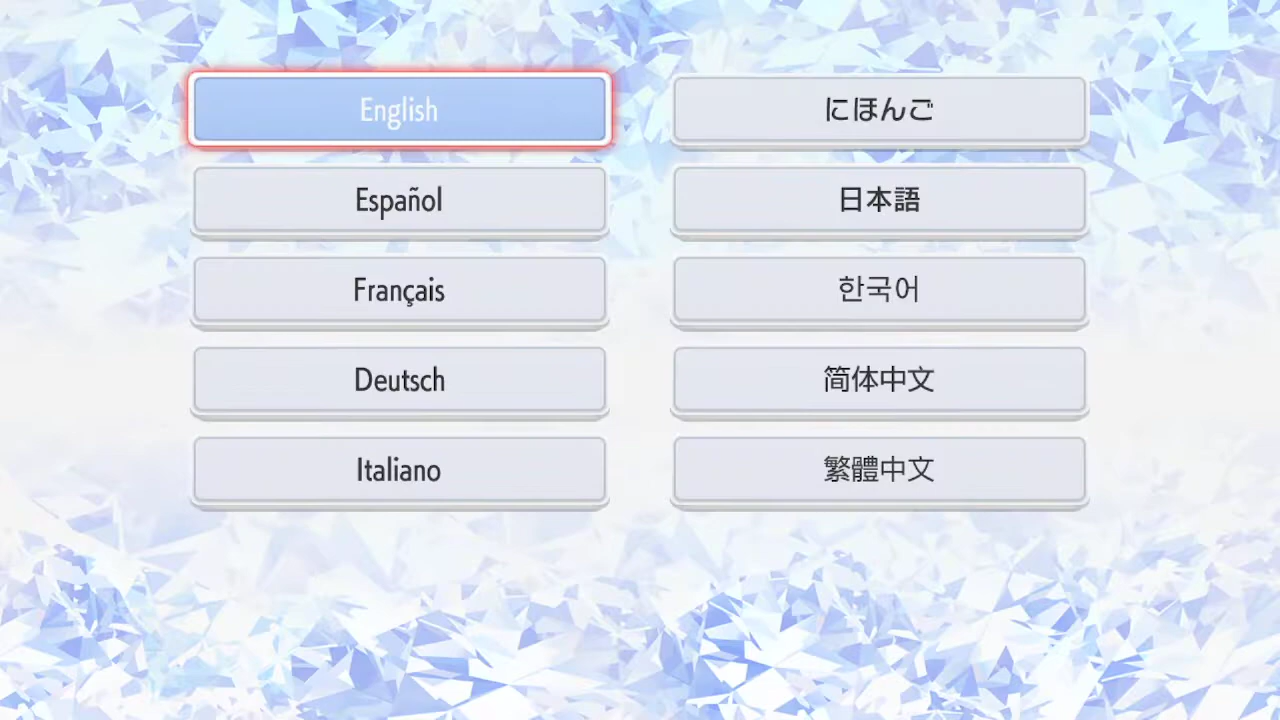 English
Español
Français
Deutsch
Italiano
にほんご
日本語
한국어
简体中文
繁體中文